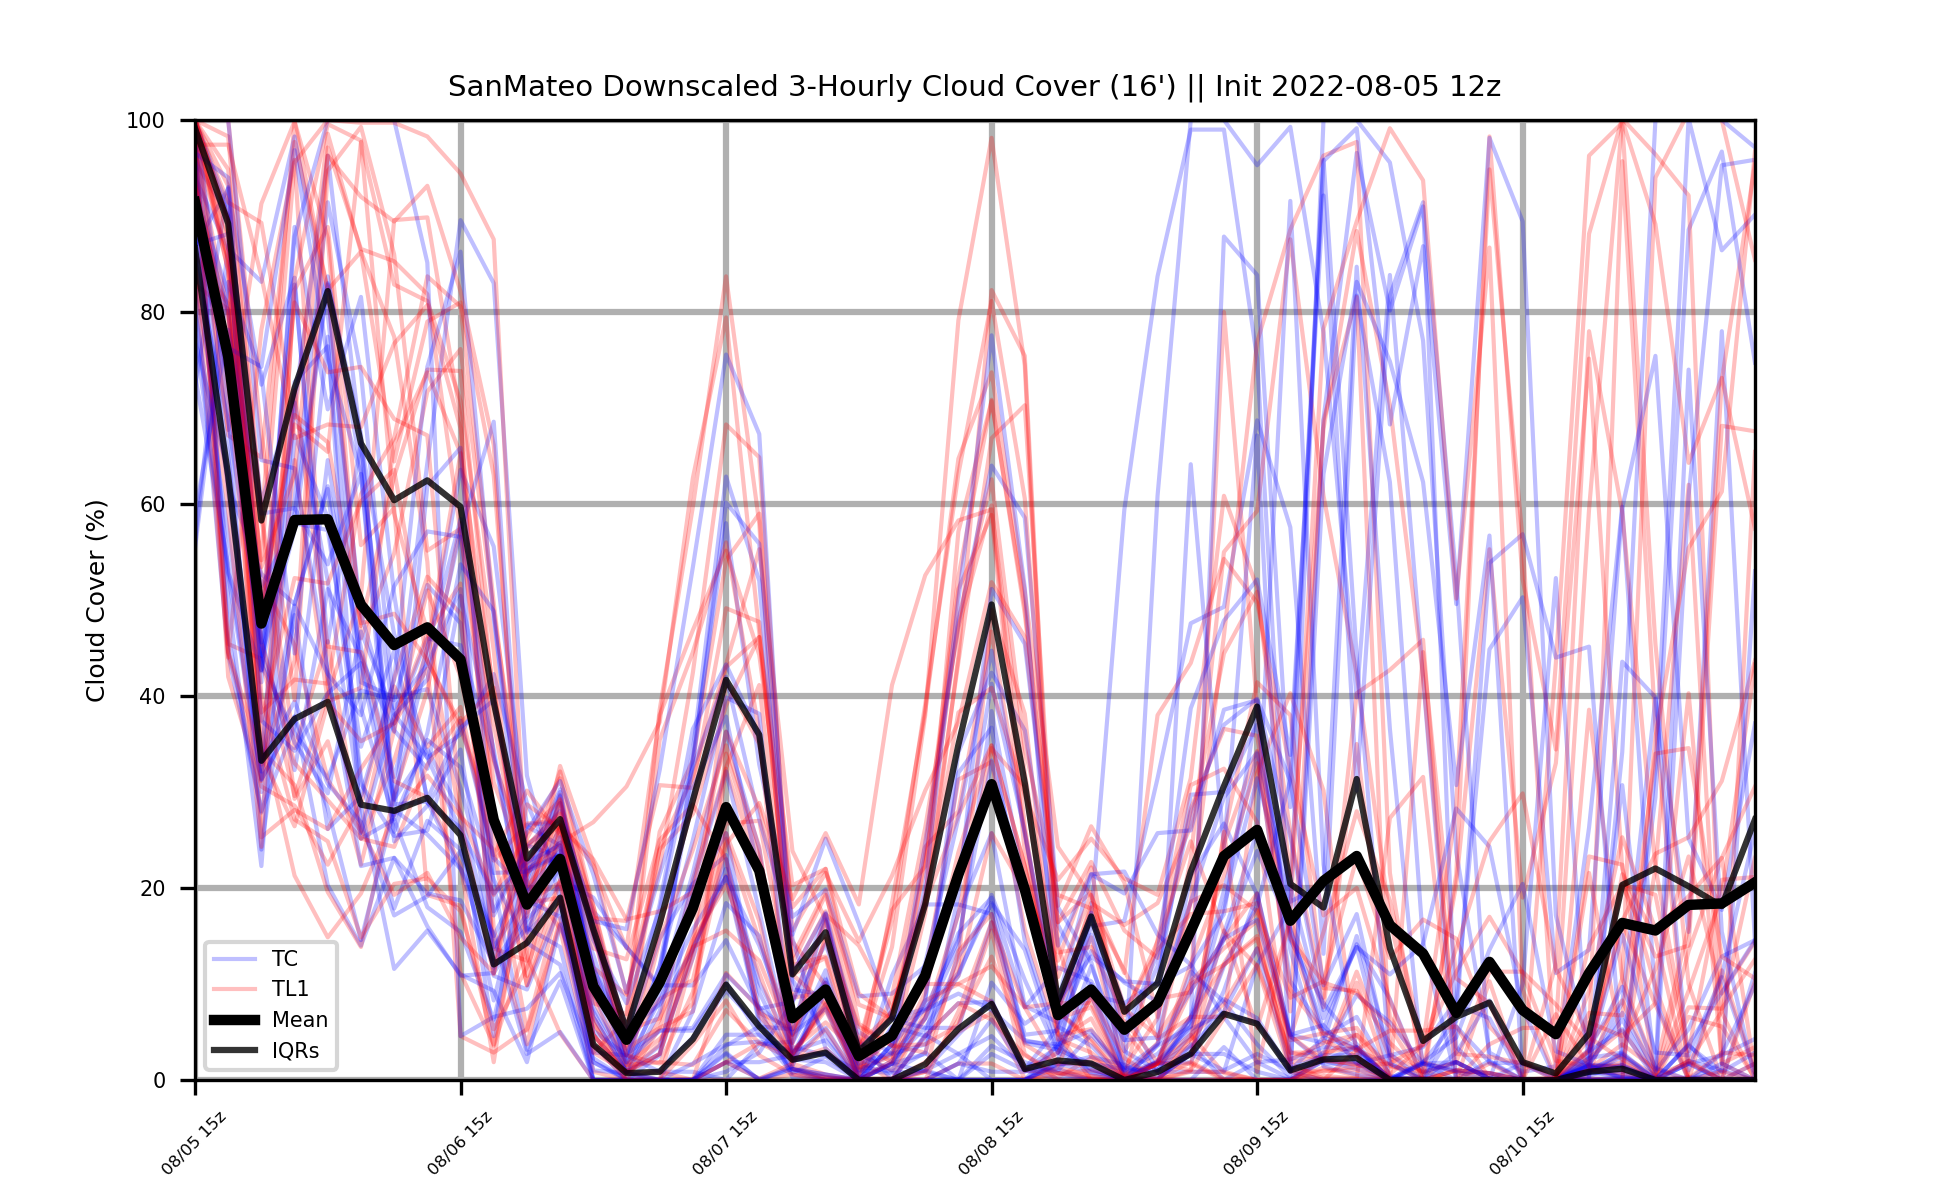 SanMateo Downscaled 3-Hourly Cloud Cover (16') || Init 2022-08-05 12z
Cloud Cover (%)
100
80
60
40
20
0
TC
TL1
Mean
IQRs
08/05 15z
08/06 15z
08/07 15z
08/08 15z
08/09 15z
08/10 15z